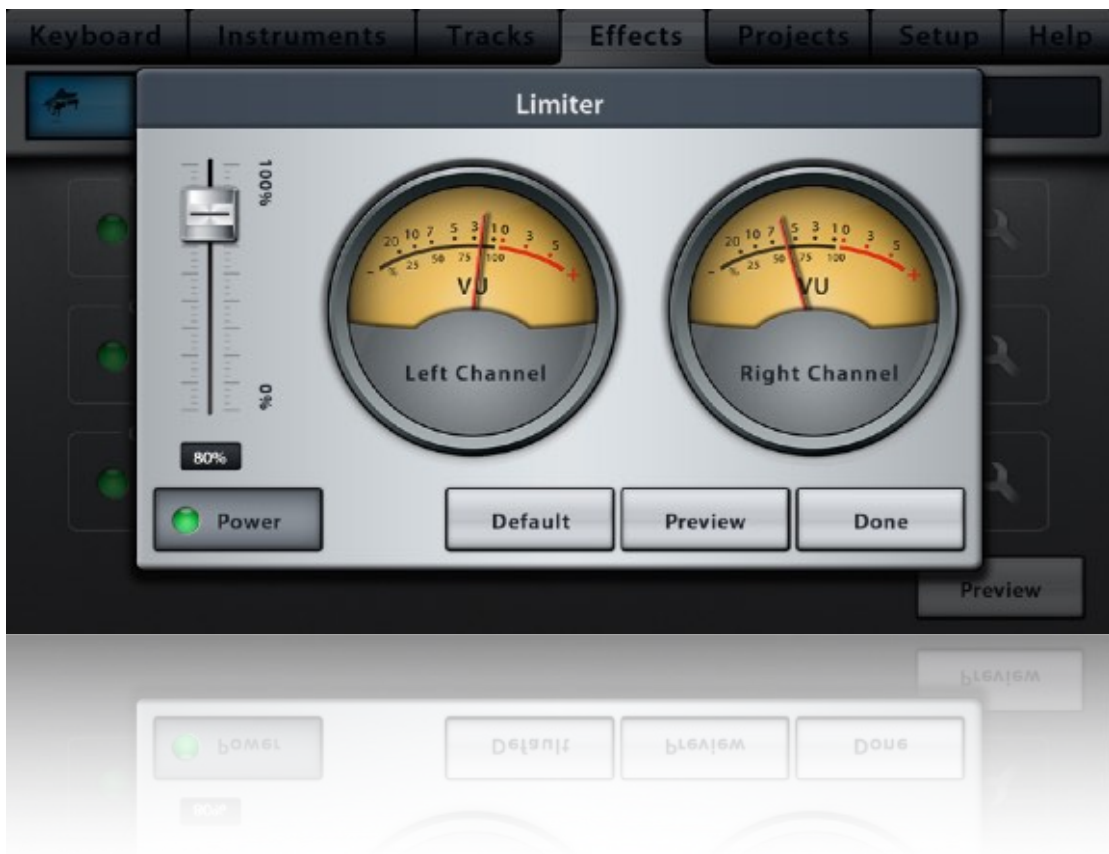 Keyboard Instruments Tracks Effects Projects Setup Help
Limiter
100%
0%
80%
20 10 7 5 3 1 0 3 5
- % 25 50 75 100 +
VU
Left Channel
20 10 7 5 3 1 0 3 5
- % 25 50 75 100 +
VU
Right Channel
Power Default Preview Done
Preview